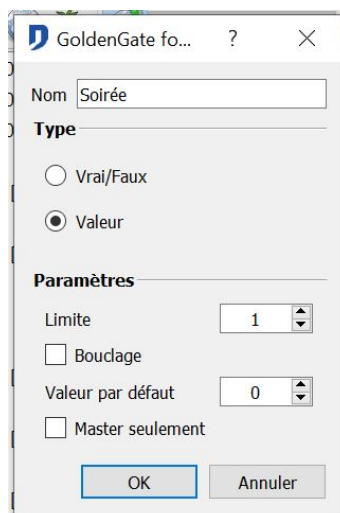 GoldenGate fo... ?
Nom Soirée
Type
Vrai/Faux
Valeur
Paramètres
Limite 1
Bouclage
Valeur par défaut 0
Master seulement
OK Annuler